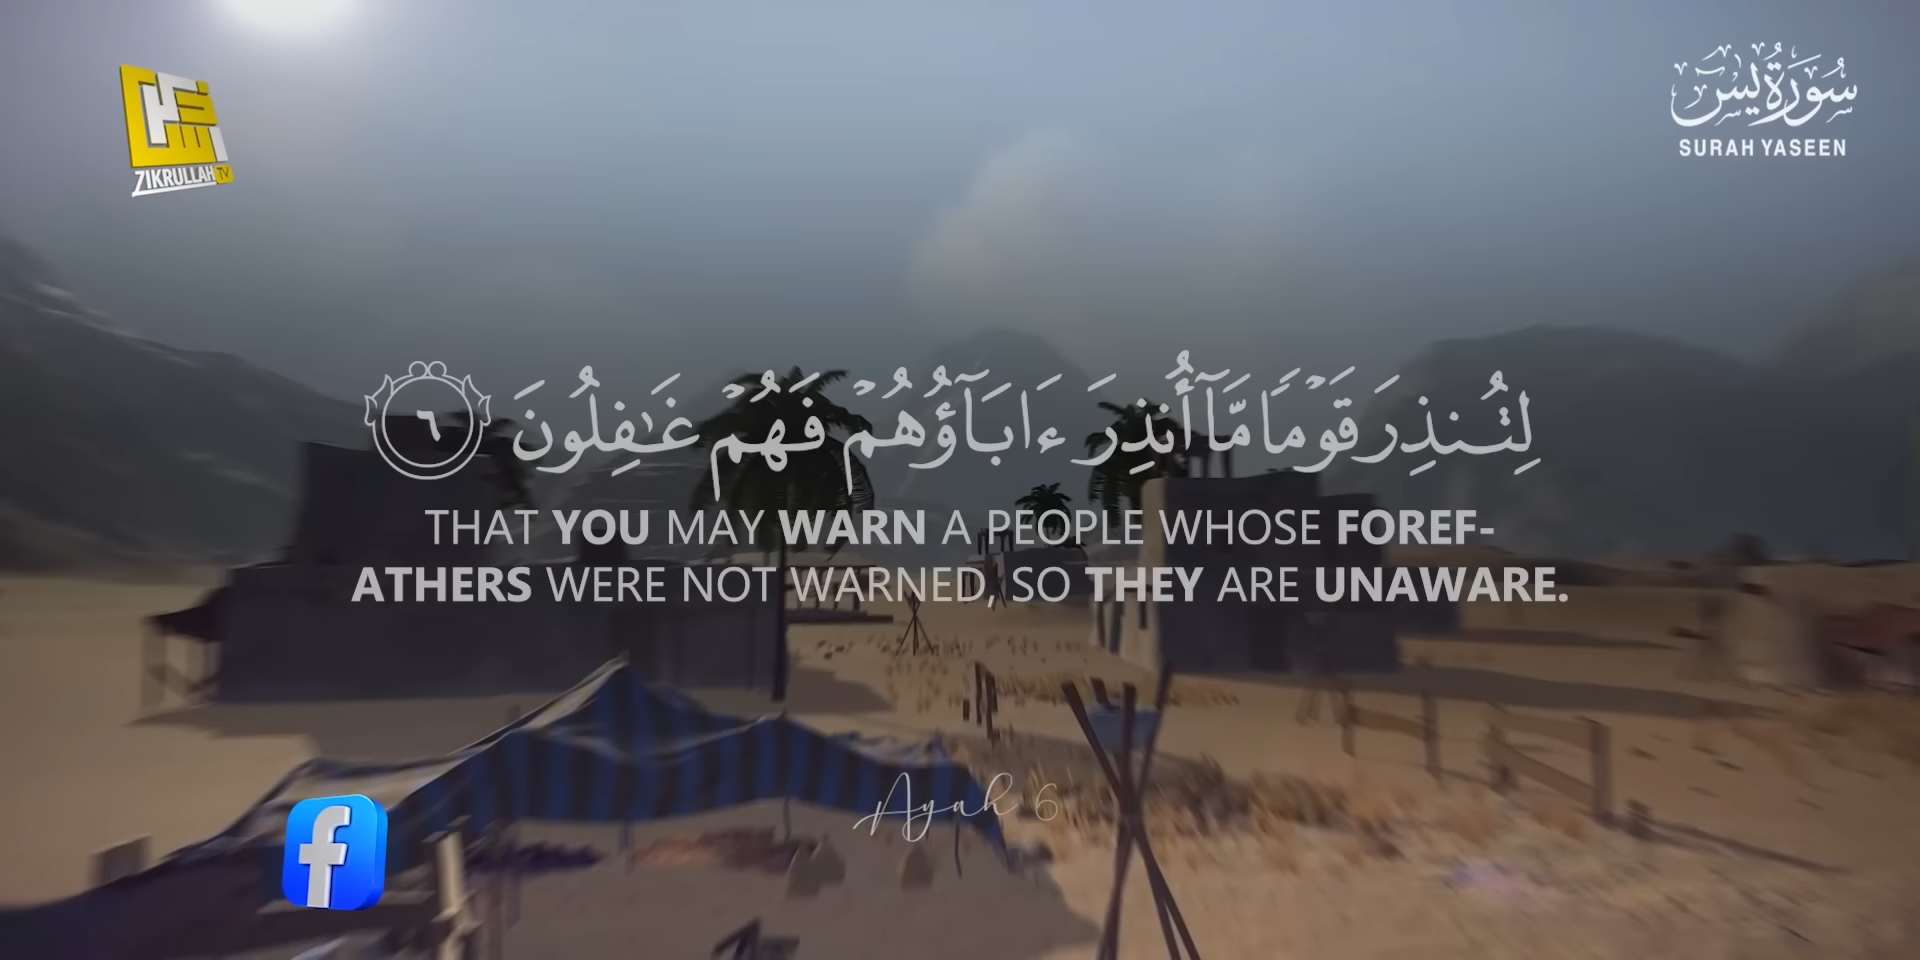 ZIKRULLAH TV
سُورَةُ يسٓ
SURAH YASEEN
لِتُنذِرَ قَوْمًا مَّآ أُنذِرَ ءَابَآؤُهُمْ فَهُمْ غَٰفِلُونَ ٦
THAT YOU MAY WARN A PEOPLE WHOSE FOREF-
ATHERS WERE NOT WARNED, SO THEY ARE UNAWARE.
Ayah 6
f